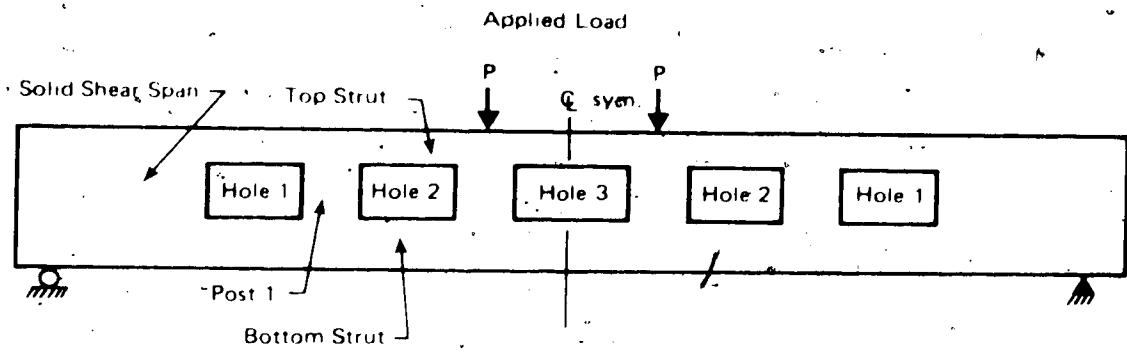 Applied Load
P P
Solid Shear Span Top Strut ℄ sym.
Hole 1 Hole 2 Hole 3 Hole 2 Hole 1
Post 1
Bottom Strut